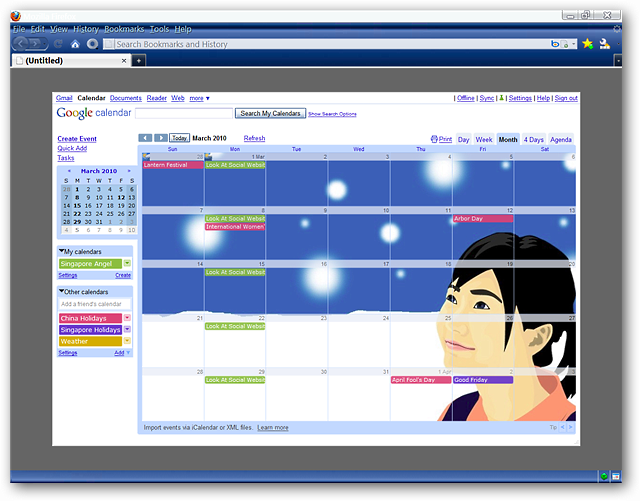 File Edit View History Bookmarks Tools Help
Search Bookmarks and History
(Untitled)
Gmail Calendar Documents Reader Web more ▼ | Offline | Sync | | Settings | Help | Sign out
Google calendar Search My Calendars Show Search Options
Create Event
Quick Add
Tasks
« March 2010 »
S M T W T F S
28 1 2 3 4 5 6
7 8 9 10 11 12 13
14 15 16 17 18 19 20
21 22 23 24 25 26 27
28 29 30 31 1 2 3
4 5 6 7 8 9 10
My calendars
Singapore Angel
Settings Create
Other calendars
Add a friend's calendar
China Holidays
Singapore Holidays
Weather
Settings Add
Today March 2010 Refresh Print Day Week Month 4 Days Agenda
Sun Mon Tue Wed Thu Fri Sat
28 1 Mar 2 3 4 5 6
Lantern Festival Look At Social Websit
7 8 9 10 11 12 13
Look At Social Websit Arbor Day
International Women'
14 15 16 17 18 19 20
Look At Social Websit
21 22 23 24 25 26 27
Look At Social Websit
28 29 30 31 1 Apr 2 3
Look At Social Websit April Fool's Day Good Friday
Import events via iCalendar or XML files. Learn more Tip < >